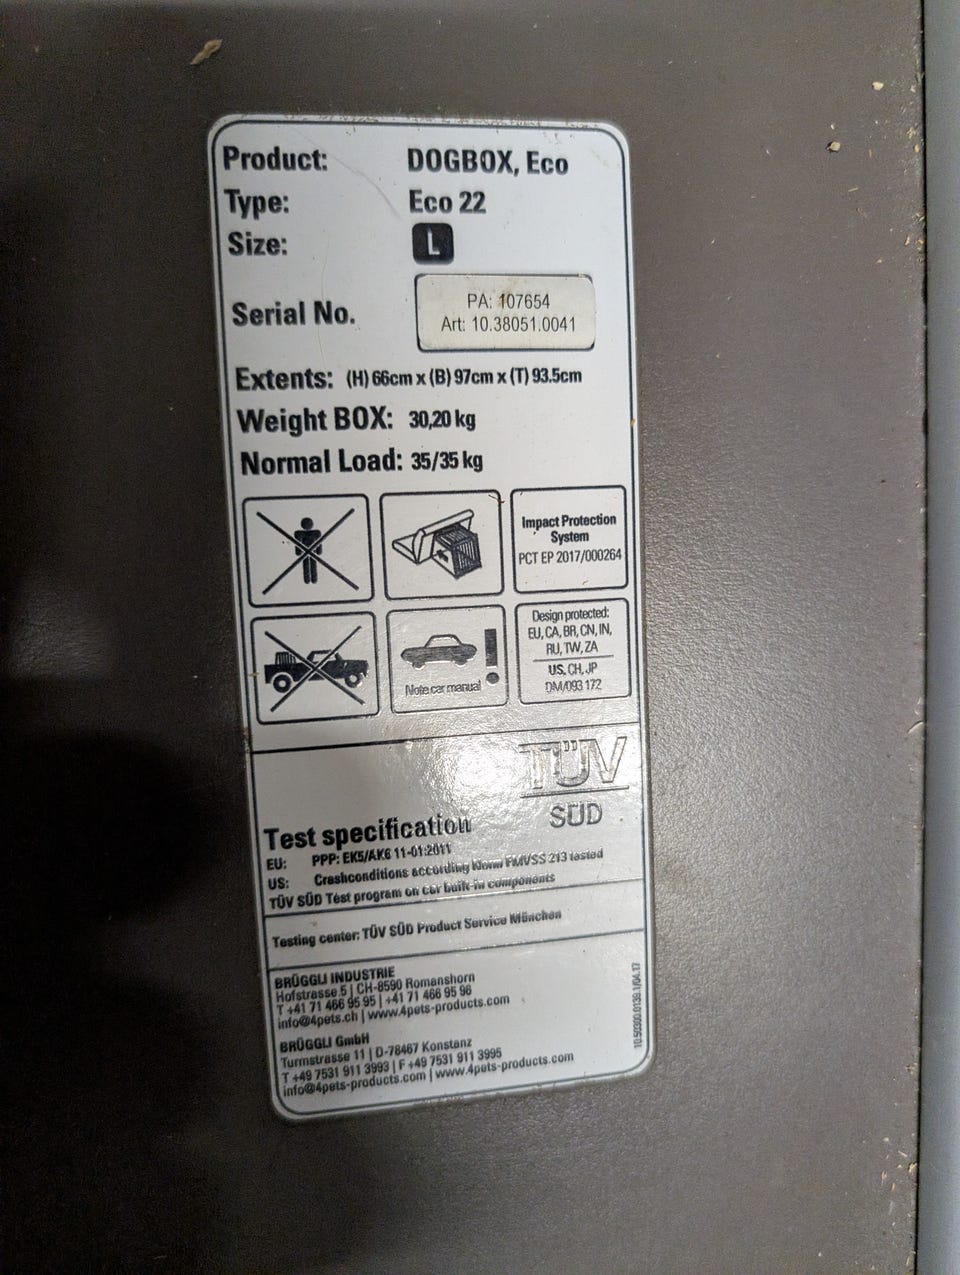 Product: DOGBOX, Eco
Type: Eco 22
Size: L
Serial No. PA: 107654
Art: 10.38051.0041
Extents: (H) 66cm x (B) 97cm x (T) 93.5cm
Weight BOX: 30,20 kg
Normal Load: 35/35 kg
Impact Protection
System
PCT EP 2017/000264
Note car manual
Design protected:
EU, CA, BR, CN, IN,
RU, TW, ZA
US, CH, JP
DM/093 172
TÜV
SÜD
Test specification
EU: PPP: EK5/AK6 11-01:2011
US: Crashconditions according Norm FMVSS 213 tested
TÜV SÜD Test program on car built-in components
Testing center: TÜV SÜD Product Service München
BRÜGGLI INDUSTRIE
Hofstrasse 5 | CH-8590 Romanshorn
T +41 71 466 95 95 | +41 71 466 95 96
info@4pets.ch | www.4pets-products.com
BRÜGGLI GmbH
Turmstrasse 11 | D-78467 Konstanz
T +49 7531 911 3993 | F +49 7531 911 3995
info@4pets-products.com | www.4pets-products.com
10.50300.0139.1/04.17